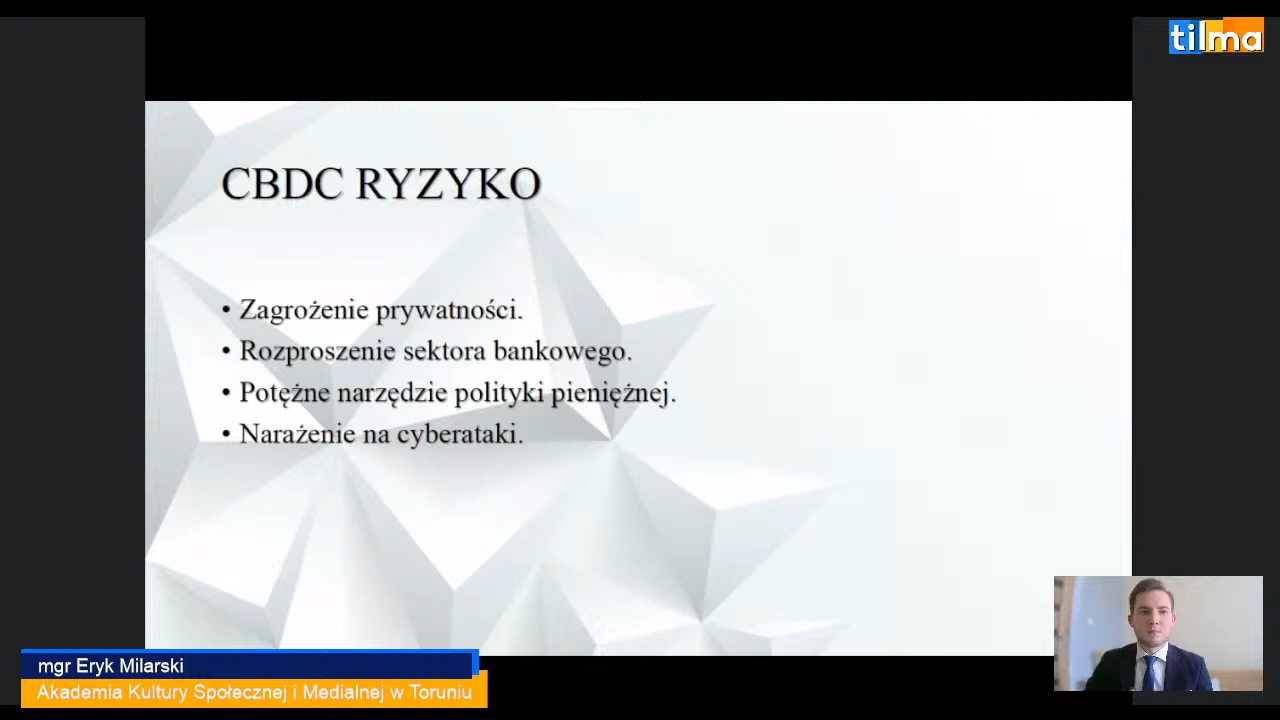 tilma
CBDC RYZYKO
• Zagrożenie prywatności.
• Rozproszenie sektora bankowego.
• Potężne narzędzie polityki pieniężnej.
• Narażenie na cyberataki.
mgr Eryk Milarski
Akademia Kultury Społecznej i Medialnej w Toruniu